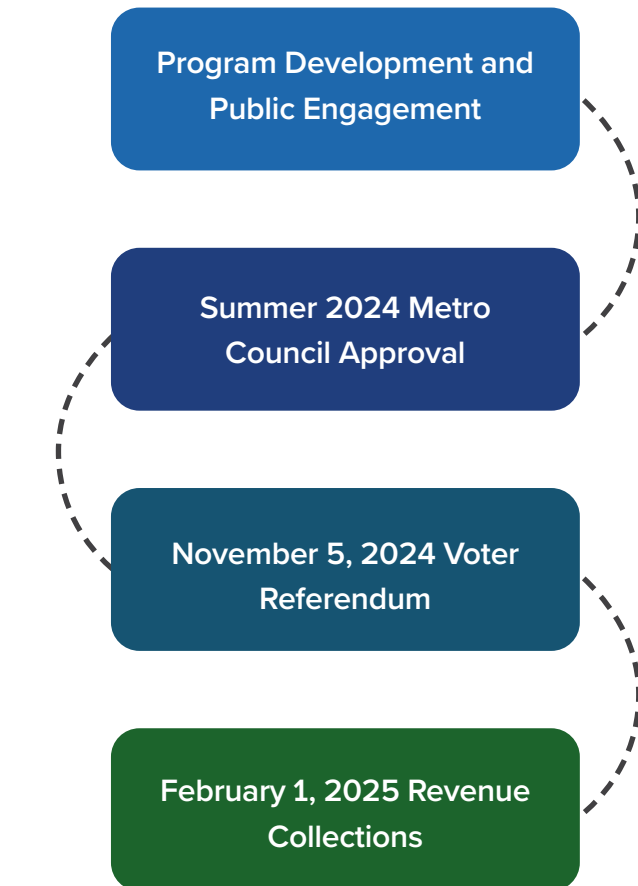 Program Development and
Public Engagement
Summer 2024 Metro
Council Approval
November 5, 2024 Voter
Referendum
February 1, 2025 Revenue
Collections